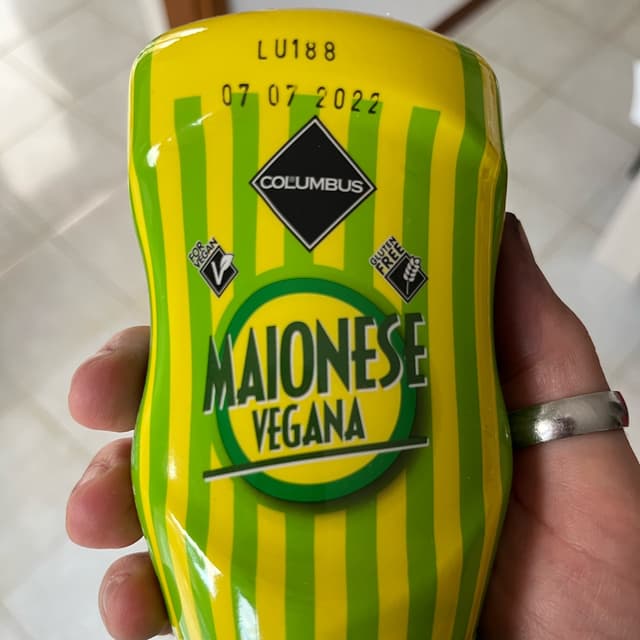 LU188
07 07 2022
COLUMBUS
FOR
VEGAN
GLUTEN
FREE
MAIONESE
VEGANA